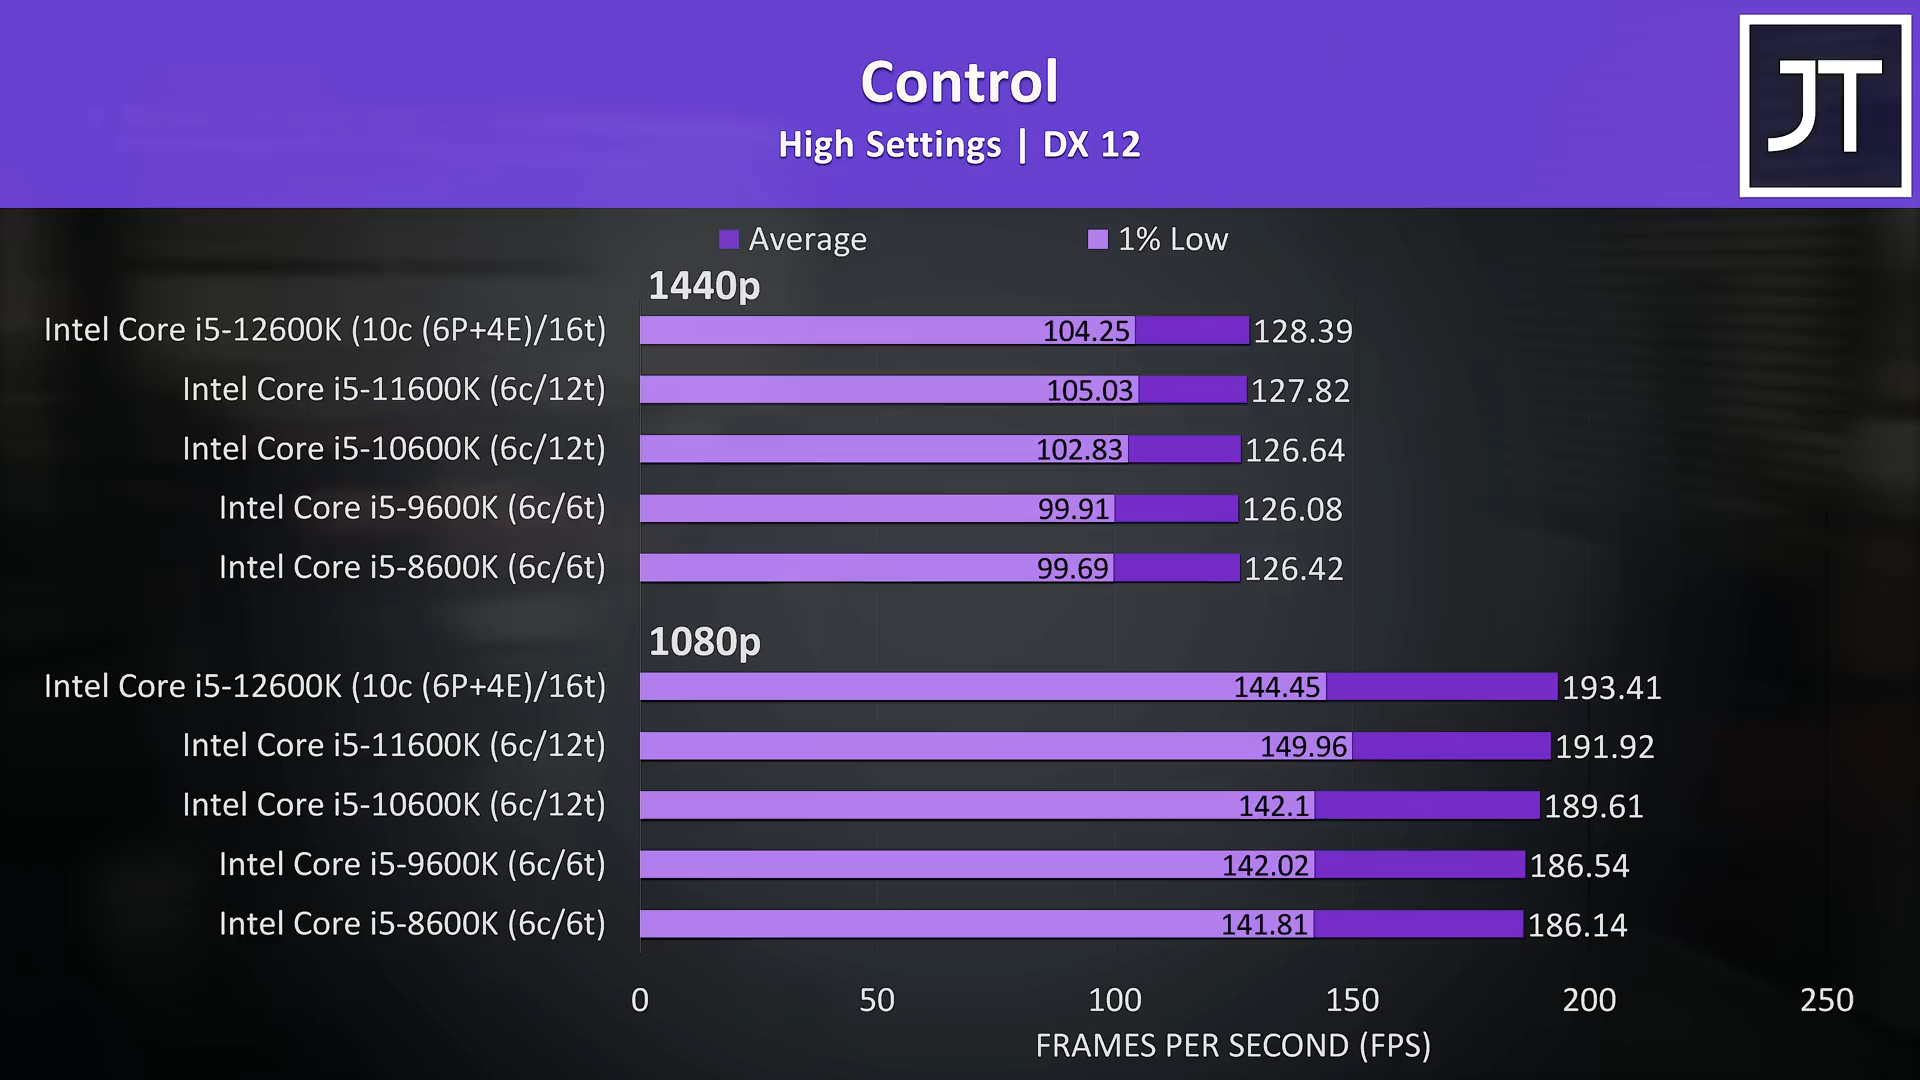 Control
High Settings | DX 12
JT
Average
1% Low
1440p
Intel Core i5-12600K (10c (6P+4E)/16t) 104.25 128.39
Intel Core i5-11600K (6c/12t) 105.03 127.82
Intel Core i5-10600K (6c/12t) 102.83 126.64
Intel Core i5-9600K (6c/6t) 99.91 126.08
Intel Core i5-8600K (6c/6t) 99.69 126.42
1080p
Intel Core i5-12600K (10c (6P+4E)/16t) 144.45 193.41
Intel Core i5-11600K (6c/12t) 149.96 191.92
Intel Core i5-10600K (6c/12t) 142.1 189.61
Intel Core i5-9600K (6c/6t) 142.02 186.54
Intel Core i5-8600K (6c/6t) 141.81 186.14
0 50 100 150 200 250
FRAMES PER SECOND (FPS)